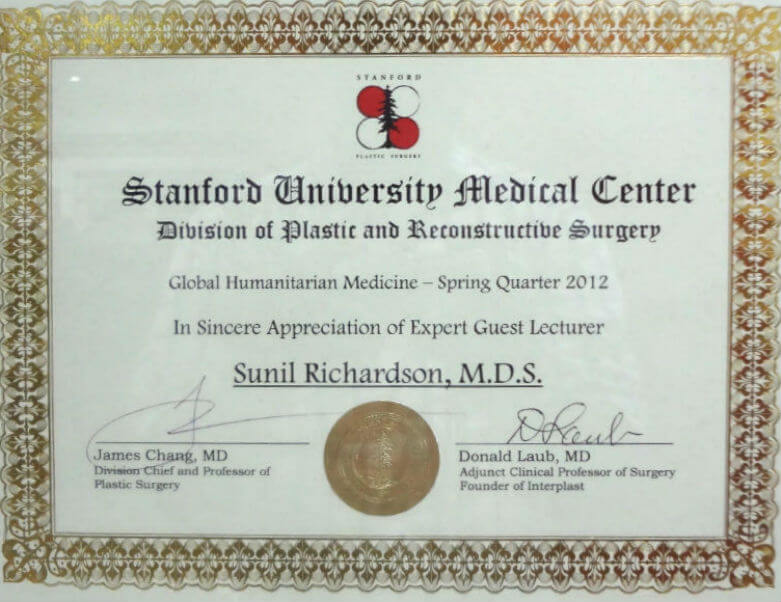 STANFORD
PLASTIC SURGERY
Stanford University Medical Center
Division of Plastic and Reconstructive Surgery
Global Humanitarian Medicine – Spring Quarter 2012
In Sincere Appreciation of Expert Guest Lecturer
Sunil Richardson, M.D.S.
D Laub
James Chang, MD
Division Chief and Professor of
Plastic Surgery
Donald Laub, MD
Adjunct Clinical Professor of Surgery
Founder of Interplast